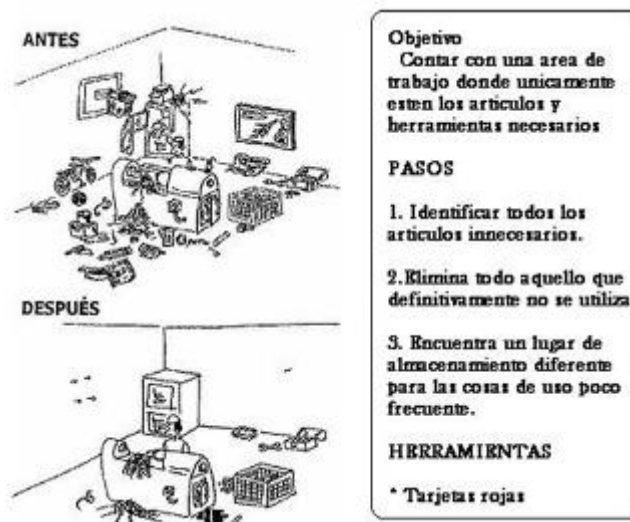 ANTES
DESPUÉS
Objetivo
Contar con una area de
trabajo donde unicamente
esten los articulos y
herramientas necesarios
PASOS
1. Identificar todos los
articulos innecesarios.
2.Elimina todo aquello que
definitivamente no se utiliza
3. Encuentra un lugar de
almacenamiento diferente
para las cosas de uso poco
frecuente.
HERRAMIENTAS
* Tarjetas rojas